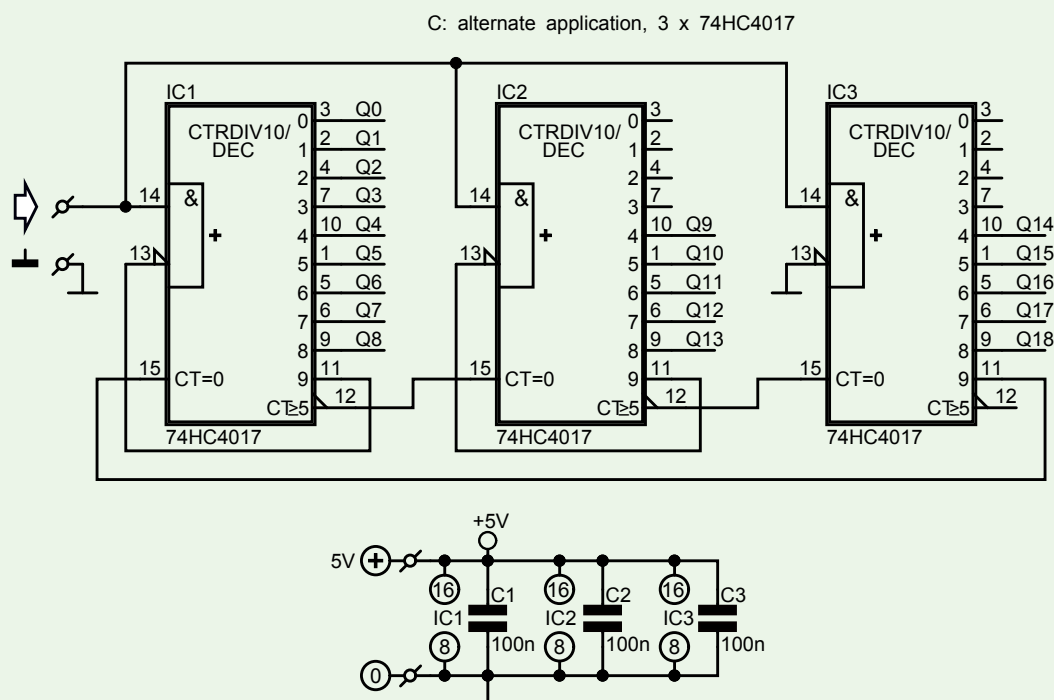 C: alternate application, 3 x 74HC4017
IC1
CTRDIV10/
DEC
&
+
14
13
15
CT=0
0 3 Q0
1 2 Q1
2 4 Q2
3 7 Q3
4 10 Q4
5 1 Q5
6 5 Q6
7 6 Q7
8 9 Q8
9 11
CT≥5 12
74HC4017
IC2
CTRDIV10/
DEC
&
+
14
13
15
CT=0
0 3
1 2
2 4
3 7
4 10 Q9
5 1 Q10
6 5 Q11
7 6 Q12
8 9 Q13
9 11
CT≥5 12
74HC4017
IC3
CTRDIV10/
DEC
&
+
14
13
15
CT=0
0 3
1 2
2 4
3 7
4 10 Q14
5 1 Q15
6 5 Q16
7 6 Q17
8 9 Q18
9 11
CT≥5 12
74HC4017
+5V
5V +
16 C1 16 C2 16 C3
IC1 IC2 IC3
8 100n 8 100n 8 100n
0